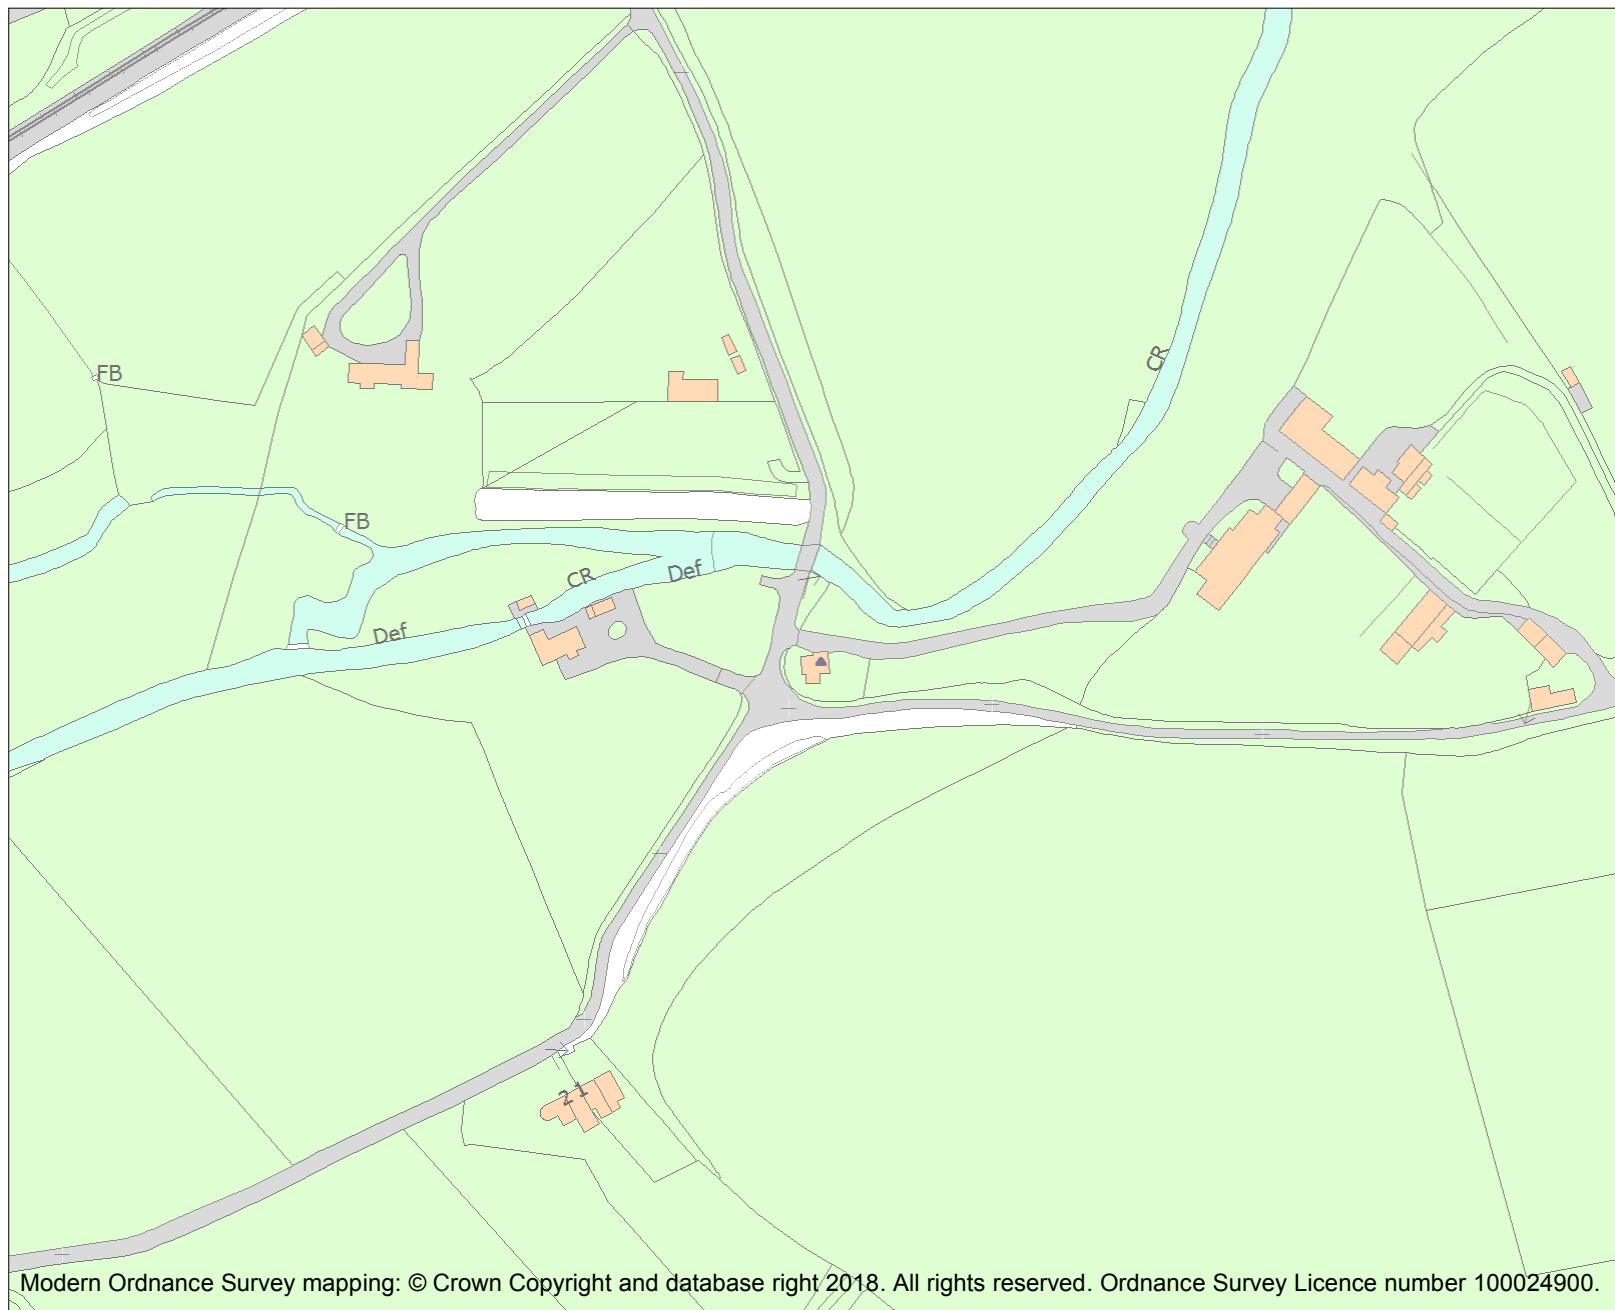 FB
CR
FB
CR
Def
Def
2 1
Modern Ordnance Survey mapping: © Crown Copyright and database right 2018. All rights reserved. Ordnance Survey Licence number 100024900.